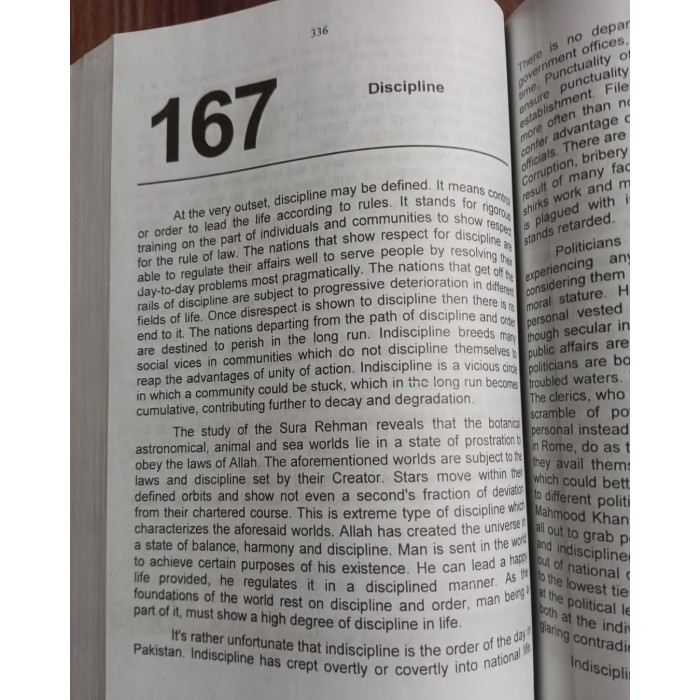 336
167
Discipline
At the very outset, discipline may be defined. It means control
or order to lead the life according to rules. It stands for rigorous
training on the part of individuals and communities to show respect
for the rule of law. The nations that show respect for discipline are
able to regulate their affairs well to serve people by resolving their
day-to-day problems most pragmatically. The nations that get off the
rails of discipline are subject to progressive deterioration in different
fields of life. Once disrespect is shown to discipline then there is no
end to it. The nations departing from the path of discipline and order
are destined to perish in the long run. Indiscipline breeds many
social vices in communities which do not discipline themselves to
reap the advantages of unity of action. Indiscipline is a vicious circle
in which a community could be stuck, which in the long run becomes
cumulative, contributing further to decay and degradation.
The study of the Sura Rehman reveals that the botanical
astronomical, animal and sea worlds lie in a state of prostration to
obey the laws of Allah. The aforementioned worlds are subject to the
laws and discipline set by their Creator. Stars move within their
defined orbits and show not even a second's fraction of deviation
from their chartered course. This is extreme type of discipline which
characterizes the aforesaid worlds. Allah has created the universe in
a state of balance, harmony and discipline. Man is sent in the world
to achieve certain purposes of his existence. He can lead a happy
life provided, he regulates it in a disciplined manner. As the
foundations of the world rest on discipline and order, man being a
part of it, must show a high degree of discipline in life.
It's rather unfortunate that indiscipline is the order of the day in
Pakistan. Indiscipline has crept overtly or covertly into national life
There is no depar
government offices,
time. Punctuality of
ensure punctuality
establishment. File
more often than no
confer advantage o
officials. There are
Corruption, bribery
result of many fac
shirks work and m
is plagued with i
stands retarded.
Politicians
experiencing any
considering them
moral stature. H
personal vested
though secular in
public affairs are
politicians are bo
troubled waters.
The clerics, who
scramble of po
personal instead
in Rome, do as t
they avail thems
which could bett
to different politi
Mahmood Khan
all out to grab p
and indiscipline
out of national
to the lowest tie
at the political le
both at the indiv
glaring contradi
Indiscipli